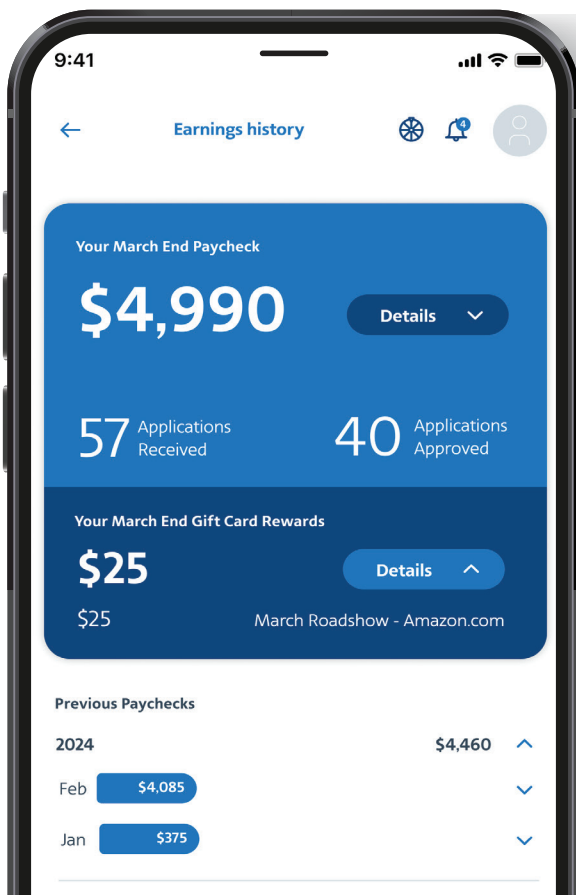 9:41
Earnings history
4
Your March End Paycheck
$4,990
Details
57 Applications Received
40 Applications Approved
Your March End Gift Card Rewards
$25
Details
$25 March Roadshow - Amazon.com
Previous Paychecks
2024 $4,460
Feb $4,085
Jan $375